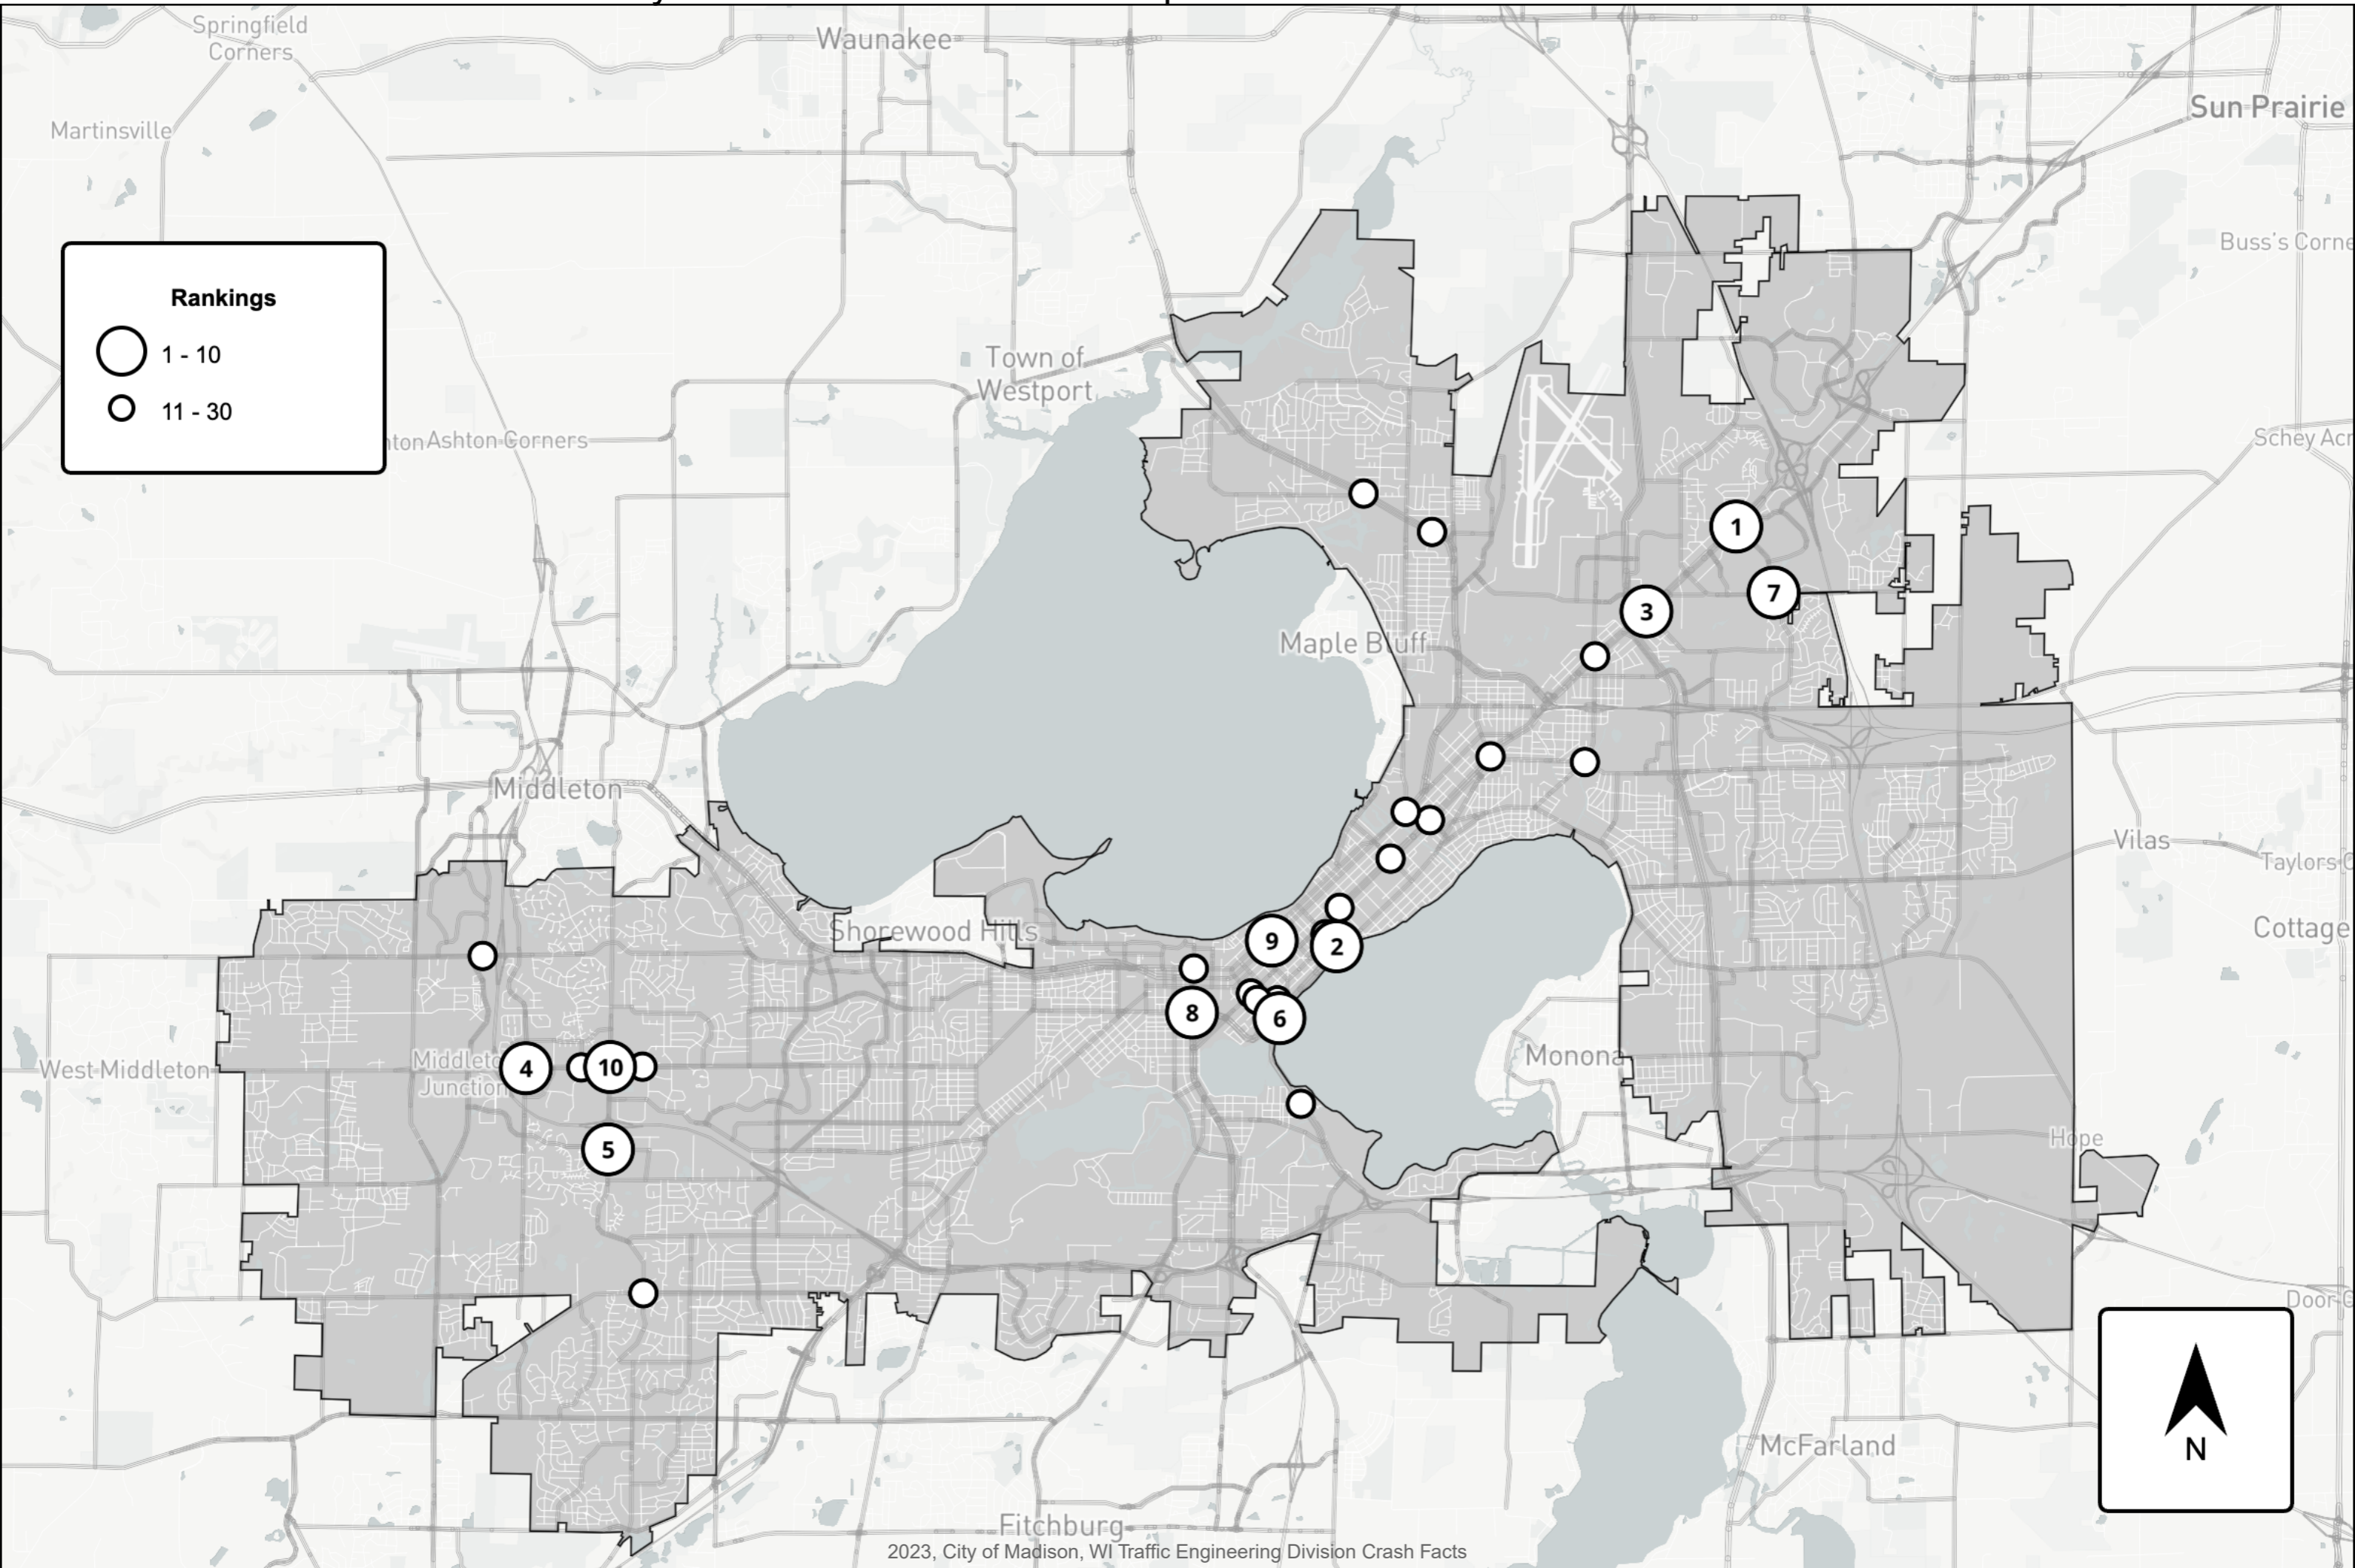 Springfield
Corners
Waunakee
Sun Prairie
Martinsville
Buss's Corne
Rankings
1 - 10
11 - 30
Town of
Westport
nton
Ashton Corners
Schey Acr
1
7
3
Maple Bluff
Middleton
Vilas
Taylors C
Cottage
Shorewood Hills
9
2
8
6
Monona
West Middleton
Middleto
Junction
4
10
5
Hope
Door C
N
McFarland
Fitchburg
2023, City of Madison, WI Traffic Engineering Division Crash Facts